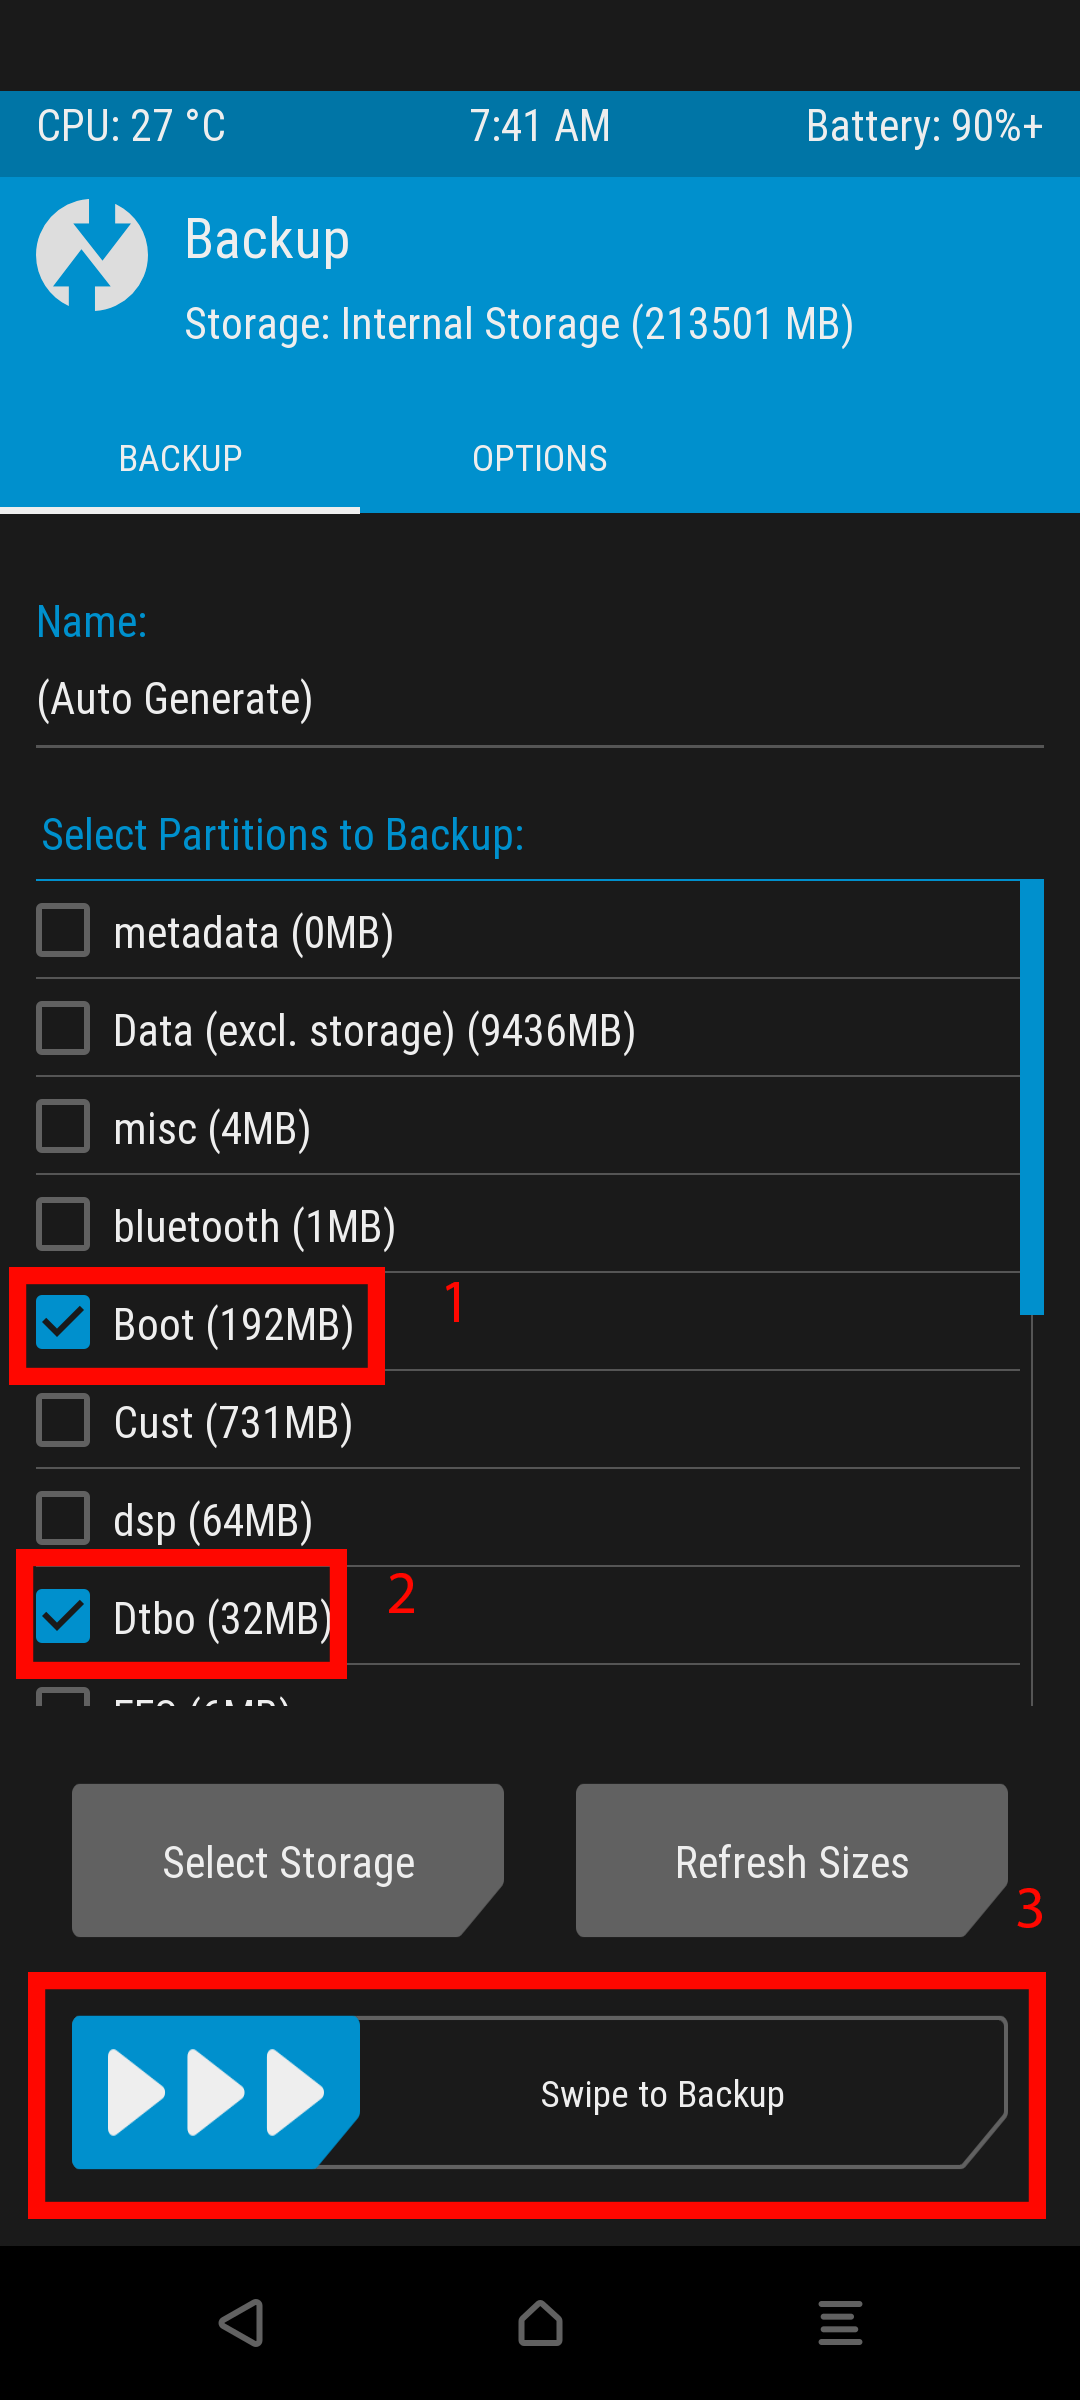 CPU: 27 °C 7:41 AM Battery: 90%+
Backup
Storage: Internal Storage (213501 MB)
BACKUP OPTIONS
Name:
(Auto Generate)
Select Partitions to Backup:
metadata (0MB)
Data (excl. storage) (9436MB)
misc (4MB)
bluetooth (1MB)
1
Boot (192MB)
Cust (731MB)
dsp (64MB)
2
Dtbo (32MB)
Select Storage Refresh Sizes
3
Swipe to Backup